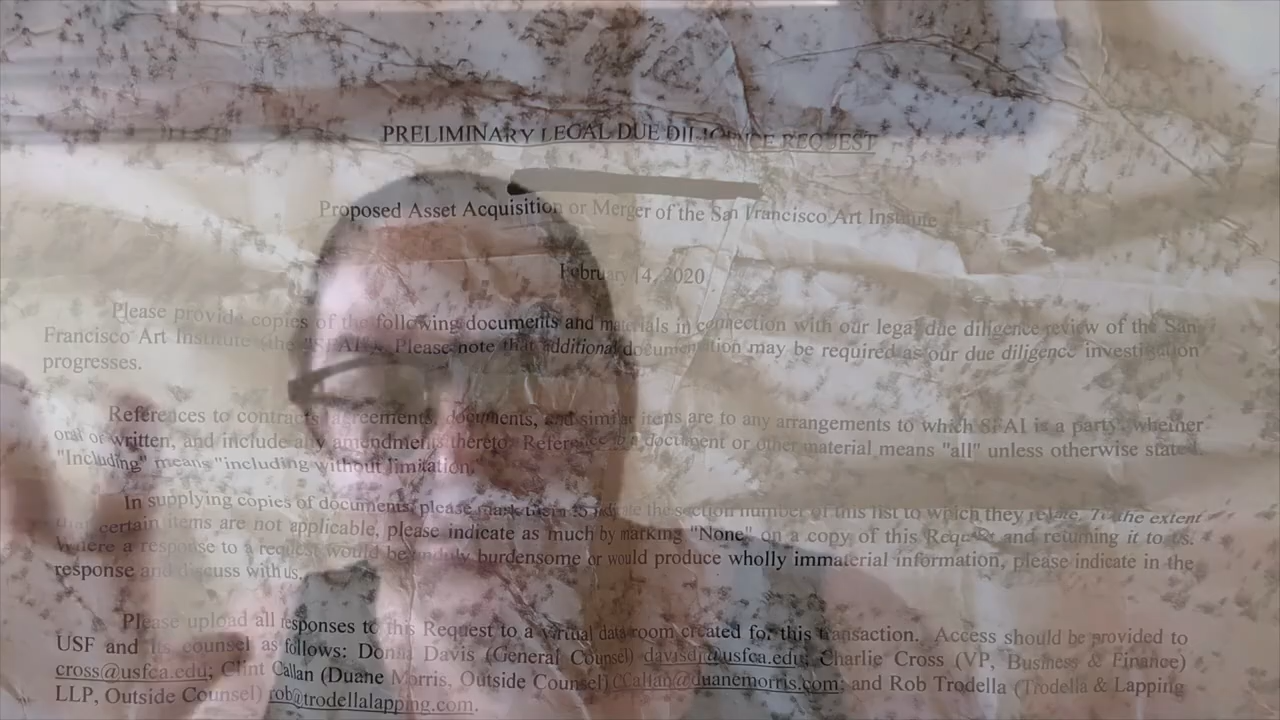 PRELIMINARY LEGAL DUE DILIGENCE REQUEST
Proposed Asset Acquisition or Merger of the San Francisco Art Institute
February 14, 2020
Please provide copies of the following documents and materials in connection with our legal due diligence review of the San
Francisco Art Institute (the "SFAI"). Please note that additional documentation may be required as our due diligence investigation
progresses.
References to contracts, agreements, documents, and similar items are to any arrangements to which SFAI is a party, whether
oral or written, and include any amendments thereto. Reference to a document or other material means "all" unless otherwise stated.
"Including" means "including without limitation."
In supplying copies of documents, please mark them to indicate the section number of this list to which they relate. To the extent
that certain items are not applicable, please indicate as much by marking "None" on a copy of this Request and returning it to us.
Where a response to a request would be unduly burdensome or would produce wholly immaterial information, please indicate in the
response and discuss with us.
Please upload all responses to this Request to a virtual data room created for this transaction. Access should be provided to
USF and its counsel as follows: Donna Davis (General Counsel) davisd@usfca.edu; Charlie Cross (VP, Business & Finance)
cross@usfca.edu; Clint Callan (Duane Morris, Outside Counsel) CCallan@duanemorris.com; and Rob Trodella (Trodella & Lapping
LLP, Outside Counsel) rob@trodellalapping.com.